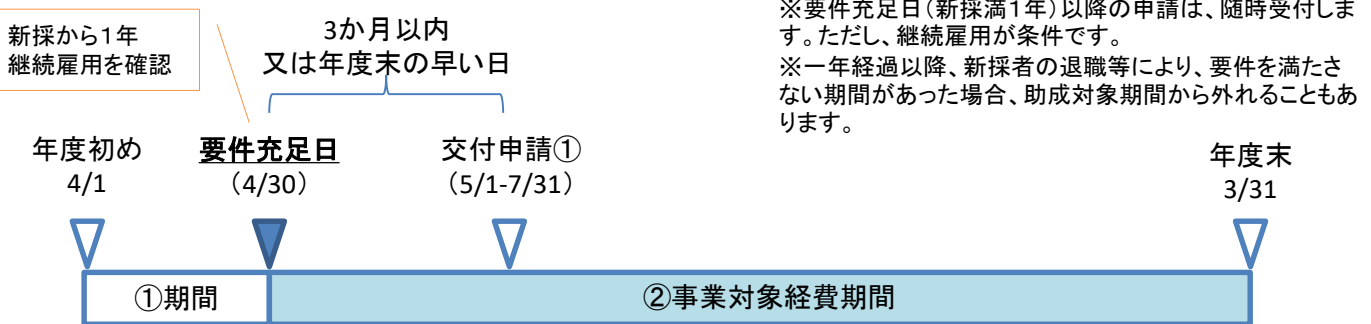 ※要件充足日(新採満1年)以降の申請は、随時受付しま
す。ただし、継続雇用が条件です。
※一年経過以降、新採者の退職等により、要件を満たさ
ない期間があった場合、助成対象期間から外れることもあ
ります。
新採から1年
継続雇用を確認
3か月以内
又は年度末の早い日
年度初め
4/1
要件充足日
（4/30）
交付申請①
（5/1-7/31）
年度末
3/31
①期間
②事業対象経費期間